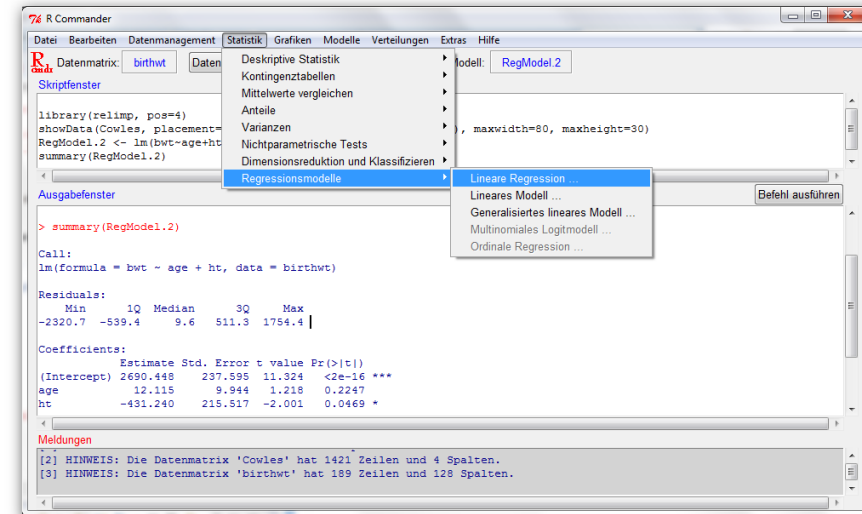 R Commander
Datei Bearbeiten Datenmanagement Statistik Grafiken Modelle Verteilungen Extras Hilfe
R Cmdr Datenmatrix: birthwt Daten Modell: RegModel.2
Deskriptive Statistik
Kontingenztabellen
Mittelwerte vergleichen
Anteile
Varianzen
Nichtparametrische Tests
Dimensionsreduktion und Klassifizieren
Regressionsmodelle
Lineare Regression ...
Lineares Modell ...
Generalisiertes lineares Modell ...
Multinomiales Logitmodell ...
Ordinale Regression ...
Skriptfenster
library(relimp, pos=4)
showData(Cowles, placement= ), maxwidth=80, maxheight=30)
RegModel.2 <- lm(bwt~age+ht
summary(RegModel.2)
Ausgabefenster Befehl ausführen
> summary(RegModel.2)
Call:
lm(formula = bwt ~ age + ht, data = birthwt)
Residuals:
Min 1Q Median 3Q Max
-2320.7 -539.4 9.6 511.3 1754.4
Coefficients:
Estimate Std. Error t value Pr(>|t|)
(Intercept) 2690.448 237.595 11.324 <2e-16 ***
age 12.115 9.944 1.218 0.2247
ht -431.240 215.517 -2.001 0.0469 *
Meldungen
[2] HINWEIS: Die Datenmatrix 'Cowles' hat 1421 Zeilen und 4 Spalten.
[3] HINWEIS: Die Datenmatrix 'birthwt' hat 189 Zeilen und 128 Spalten.